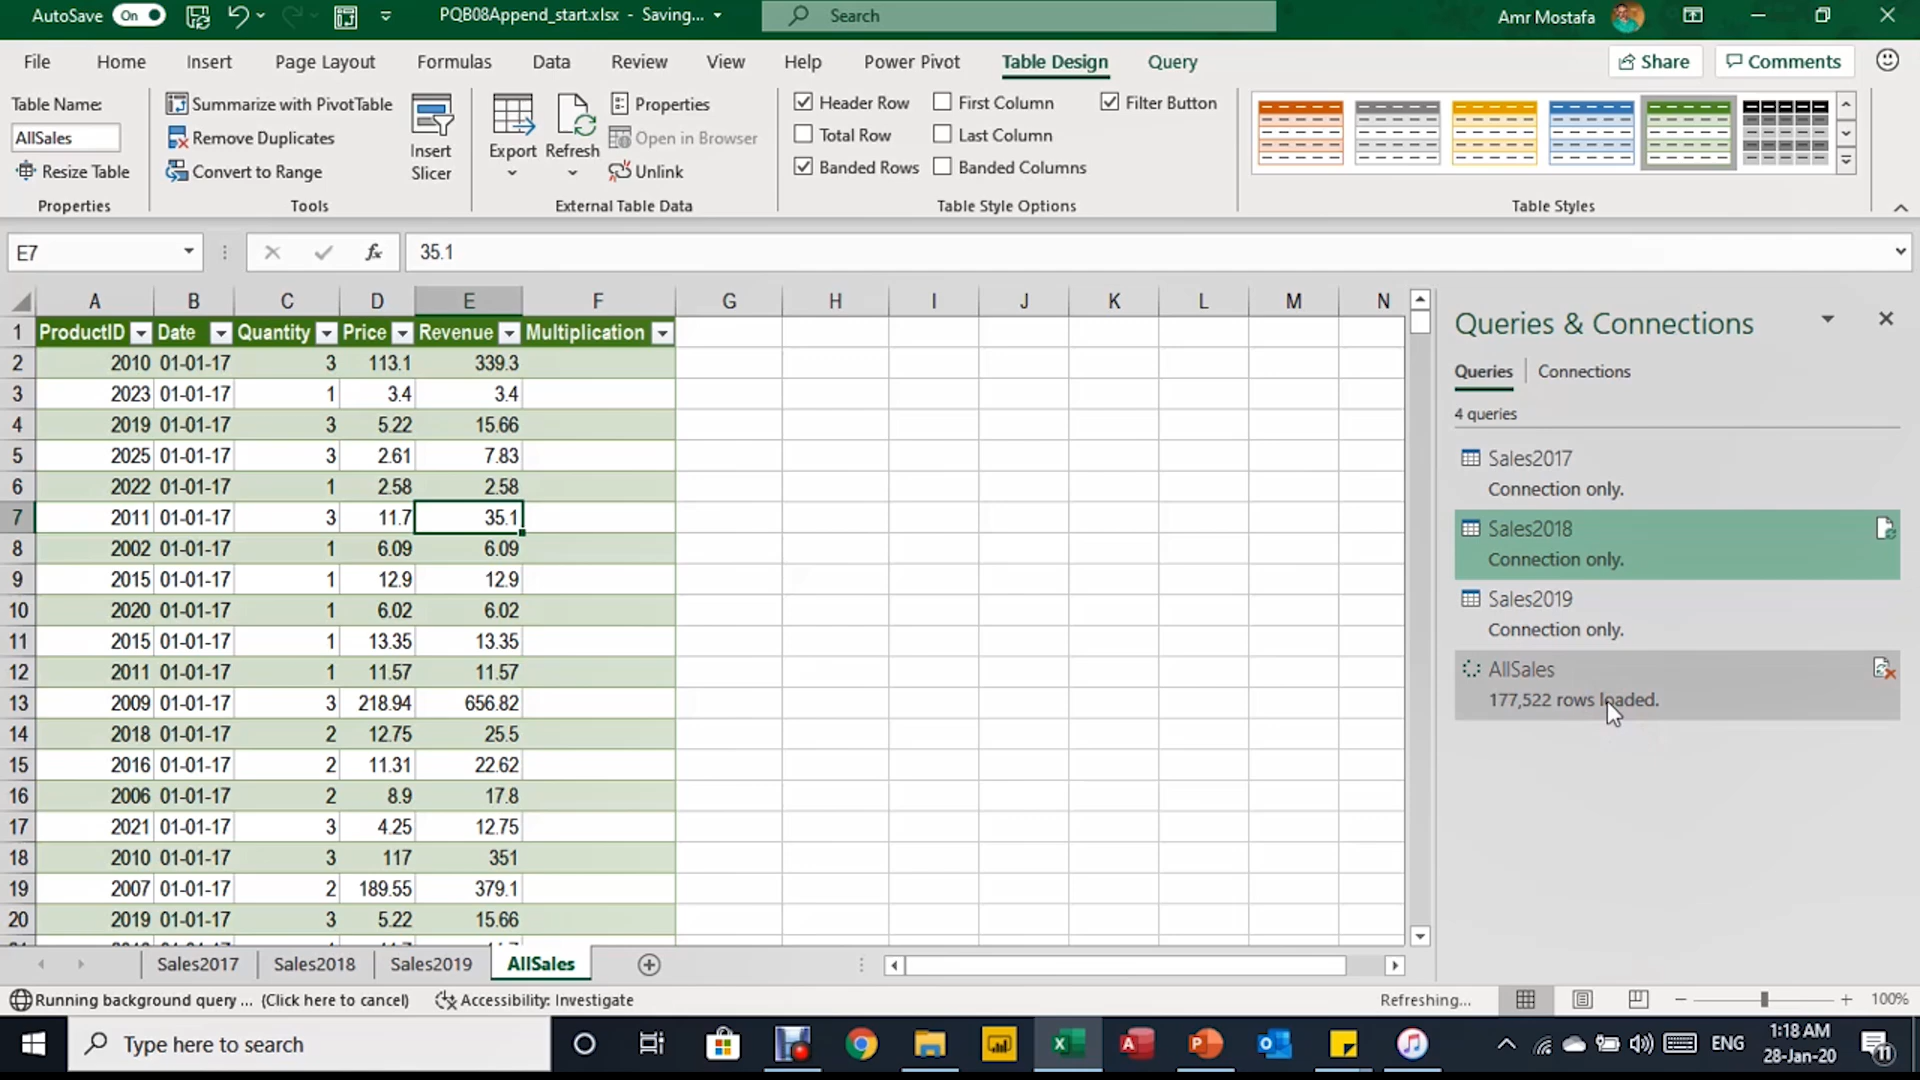 AutoSave On PQB08Append_start.xlsx - Saving... Search Amr Mostafa
File Home Insert Page Layout Formulas Data Review View Help Power Pivot Table Design Query Share Comments
Table Name:
AllSales
Resize Table
Properties
Summarize with PivotTable
Remove Duplicates
Convert to Range
Insert Slicer
Tools
Export
Refresh
Properties
Open in Browser
Unlink
External Table Data
Header Row First Column Filter Button
Total Row Last Column
Banded Rows Banded Columns
Table Style Options
Table Styles
E7 fx 35.1
A B C D E F G H I J K L M N
1 ProductID Date Quantity Price Revenue Multiplication
2 2010 01-01-17 3 113.1 339.3
3 2023 01-01-17 1 3.4 3.4
4 2019 01-01-17 3 5.22 15.66
5 2025 01-01-17 3 2.61 7.83
6 2022 01-01-17 1 2.58 2.58
7 2011 01-01-17 3 11.7 35.1
8 2002 01-01-17 1 6.09 6.09
9 2015 01-01-17 1 12.9 12.9
10 2020 01-01-17 1 6.02 6.02
11 2015 01-01-17 1 13.35 13.35
12 2011 01-01-17 1 11.57 11.57
13 2009 01-01-17 3 218.94 656.82
14 2018 01-01-17 2 12.75 25.5
15 2016 01-01-17 2 11.31 22.62
16 2006 01-01-17 2 8.9 17.8
17 2021 01-01-17 3 4.25 12.75
18 2010 01-01-17 3 117 351
19 2007 01-01-17 2 189.55 379.1
20 2019 01-01-17 3 5.22 15.66
Queries & Connections
Queries Connections
4 queries
Sales2017
Connection only.
Sales2018
Connection only.
Sales2019
Connection only.
AllSales
177,522 rows loaded.
Sales2017 Sales2018 Sales2019 AllSales
Running background query ... (Click here to cancel) Accessibility: Investigate Refreshing... 100%
Type here to search ENG 1:18 AM
28-Jan-20
11